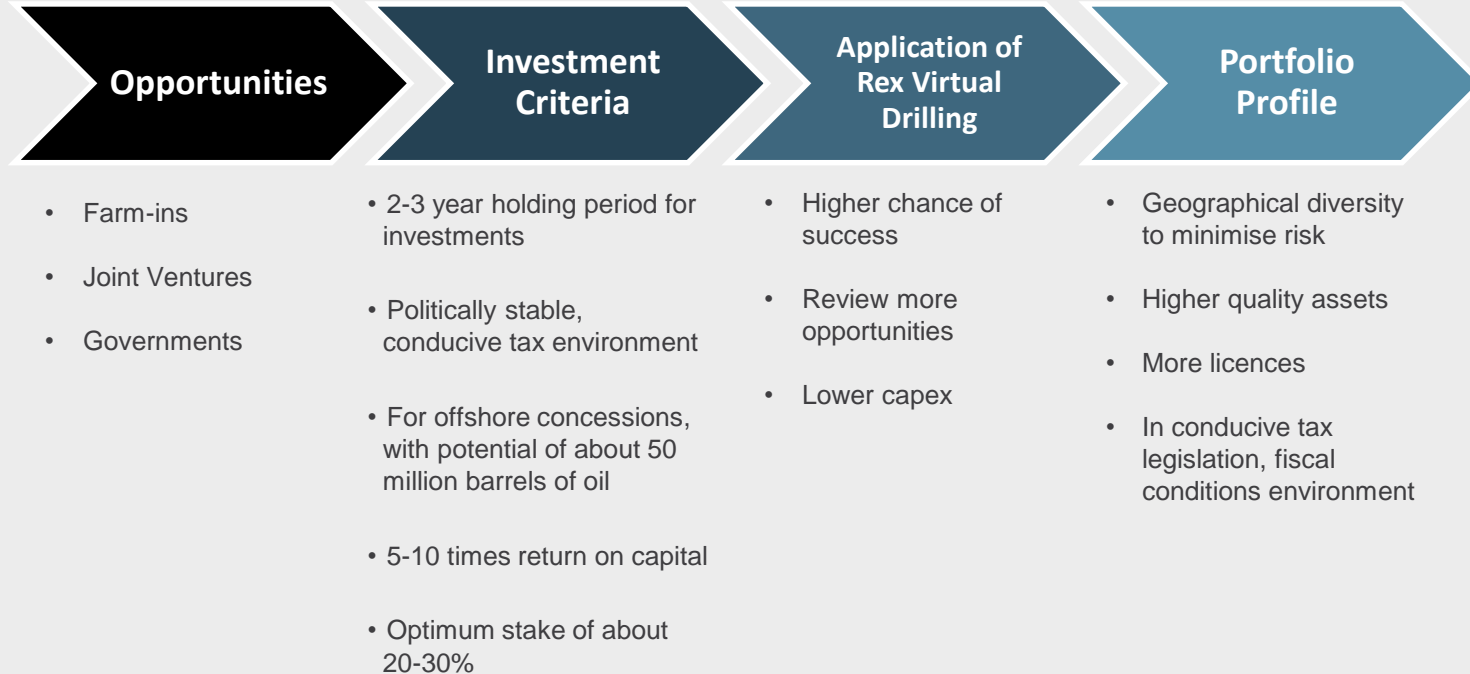 Opportunities
Investment
Criteria
Application of
Rex Virtual
Drilling
Portfolio
Profile
• Farm-ins
• Joint Ventures
• Governments
• 2-3 year holding period for
investments
• Politically stable,
conducive tax environment
• For offshore concessions,
with potential of about 50
million barrels of oil
• 5-10 times return on capital
• Optimum stake of about
20-30%
• Higher chance of
success
• Review more
opportunities
• Lower capex
• Geographical diversity
to minimise risk
• Higher quality assets
• More licences
• In conducive tax
legislation, fiscal
conditions environment